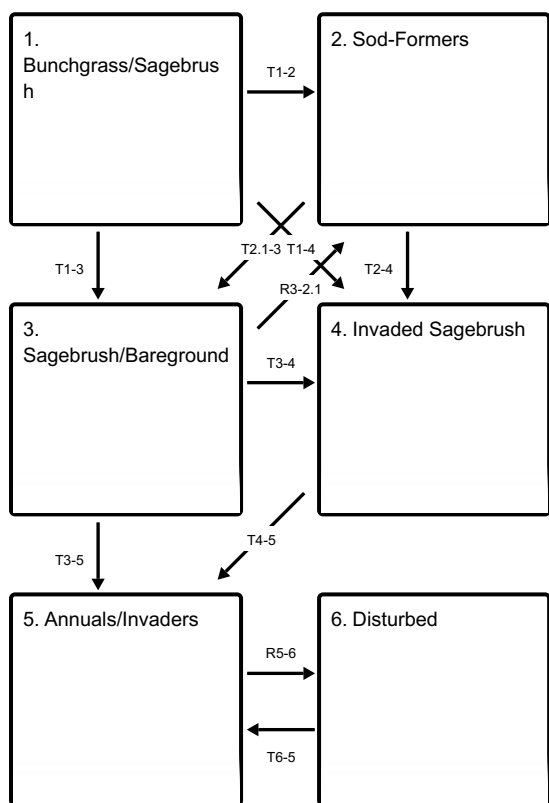 1.
Bunchgrass/Sagebrus
h
2. Sod-Formers
T1-2
T2.1-3
T1-4
T1-3
R3-2.1
T2-4
3.
Sagebrush/Bareground
4. Invaded Sagebrush
T3-4
T4-5
T3-5
5. Annuals/Invaders
6. Disturbed
R5-6
T6-5